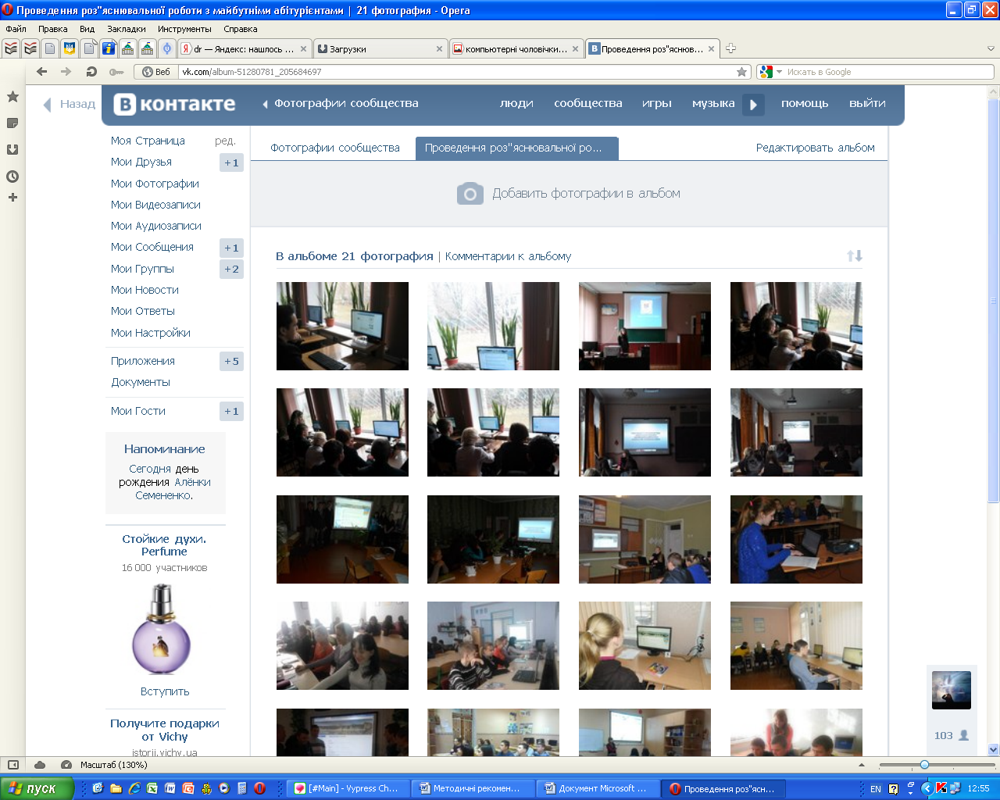 Проведення роз"яснювальної роботи з майбутніми абітурієнтами | 21 фотография - Opera
Файл Правка Вид Закладки Инструменты Справка
dr — Яндекс: нашлось ... Загрузки компьютерні чоловічки... Проведення роз"яснюв...
Веб vk.com/album-51280781_205684697 Искать в Google
Назад
В контакте Фотографии сообщества люди сообщества игры музыка помощь выйти
Моя Страница ред.
Мои Друзья +1
Мои Фотографии
Мои Видеозаписи
Мои Аудиозаписи
Мои Сообщения +1
Мои Группы +2
Мои Новости
Мои Ответы
Мои Настройки
Приложения +5
Документы
Мои Гости +1
Напоминание
Сегодня день
рождения Алёнки
Семененко.
Стойкие духи.
Perfume
16 000 участников
Вступить
Получите подарки
от Vichy
istorii.vichy.ua
Фотографии сообщества Проведення роз"яснювальної ро... Редактировать альбом
Добавить фотографии в альбом
В альбоме 21 фотография | Комментарии к альбому
103
Масштаб (130%)
пуск [#Main] - Vypress Ch... Методичні рекомен... Документ Microsoft ... Проведення роз"ясн... EN 12:55